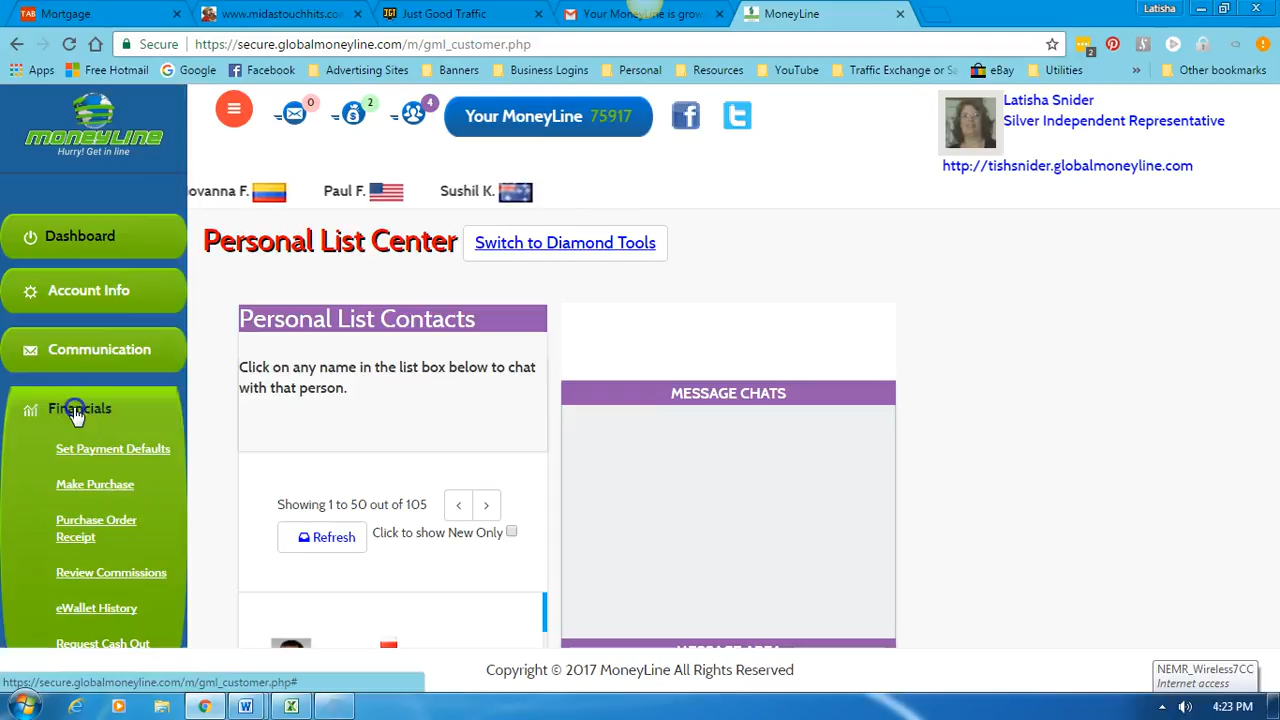 TAB Mortgage
www.midastouchhits.c
JGT Just Good Traffic
Your MoneyLine is grow
MoneyLine
Latisha
Secure https://secure.globalmoneyline.com/m/gml_customer.php
2
Apps Free Hotmail Google Facebook Advertising Sites Banners Business Logins Personal Resources YouTube Traffic Exchange or Sa eBay Utilities » Other bookmarks
moneyLine
Hurry! Get in line
0 2 4 Your MoneyLine 75917
Latisha Snider
Silver Independent Representative
http://tishsnider.globalmoneyline.com
ovanna F. Paul F. Sushil K.
Dashboard
Account Info
Communication
Financials
Set Payment Defaults
Make Purchase
Purchase Order
Receipt
Review Commissions
eWallet History
Request Cash Out
Personal List Center Switch to Diamond Tools
Personal List Contacts
Click on any name in the list box below to chat
with that person.
Showing 1 to 50 out of 105 < >
Refresh Click to show New Only
MESSAGE CHATS
Copyright © 2017 MoneyLine All Rights Reserved
https://secure.globalmoneyline.com/m/gml_customer.php#
NEMR_Wireless7CC
Internet access
4:23 PM